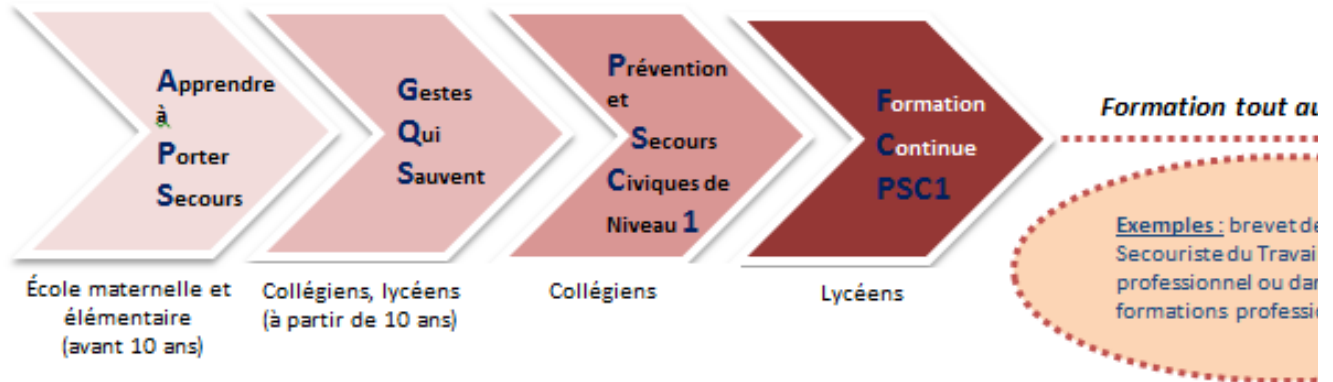 Apprendre
à
Porter
Secours
Gestes
Qui
Sauvent
Prévention
et
Secours
Civiques de
Niveau 1
Formation
Continue
PSC1
École maternelle et
élémentaire
(avant 10 ans)
Collégiens, lycéens
(à partir de 10 ans)
Collégiens
Lycéens
Formation tout au
Exemples : brevet de
Secouriste du Travai
professionnel ou dan
formations professio